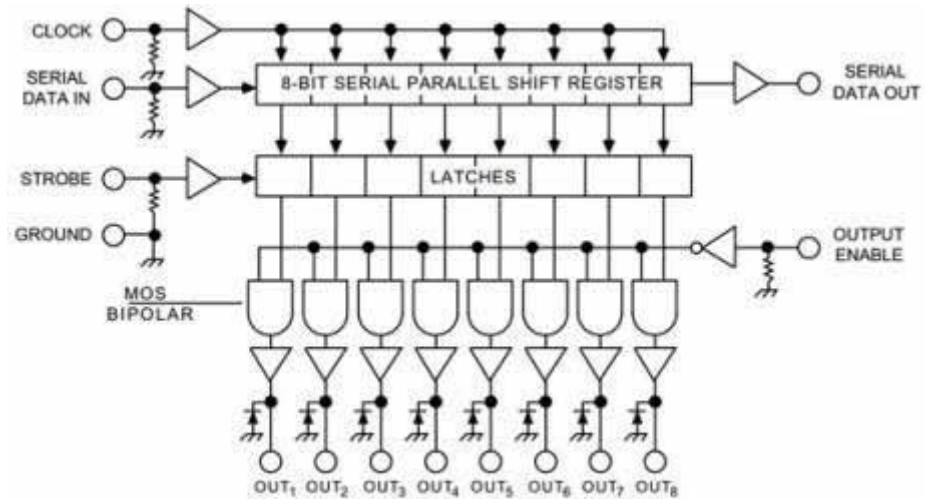 CLOCK
SERIAL
DATA IN
8-BIT SERIAL PARALLEL SHIFT REGISTER
SERIAL
DATA OUT
STROBE
LATCHES
GROUND
OUTPUT
ENABLE
MOS
BIPOLAR
OUT₁ OUT₂ OUT₃ OUT₄ OUT₅ OUT₆ OUT₇ OUT₈